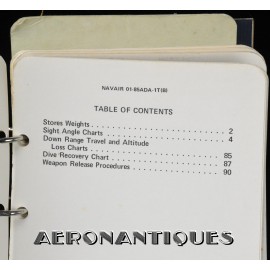 NAVAIR 01-85ADA-1T(B)
TABLE OF CONTENTS
Stores Weights 2
Sight Angle Charts 4
Down Range Travel and Altitude
Loss Charts 85
Dive Recovery Chart 87
Weapon Release Procedures 90
AERONANTIQUES